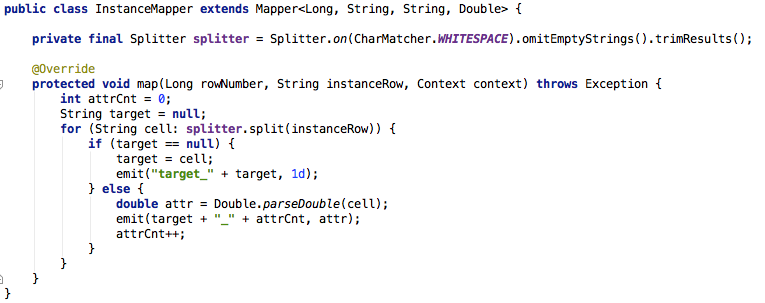 public class InstanceMapper extends Mapper<Long, String, String, Double> {
private final Splitter splitter = Splitter.on(CharMatcher.WHITESPACE).omitEmptyStrings().trimResults();
@Override
protected void map(Long rowNumber, String instanceRow, Context context) throws Exception {
int attrCnt = 0;
String target = null;
for (String cell: splitter.split(instanceRow)) {
if (target == null) {
target = cell;
emit("target_" + target, 1d);
} else {
double attr = Double.parseDouble(cell);
emit(target + "_" + attrCnt, attr);
attrCnt++;
}
}
}
}